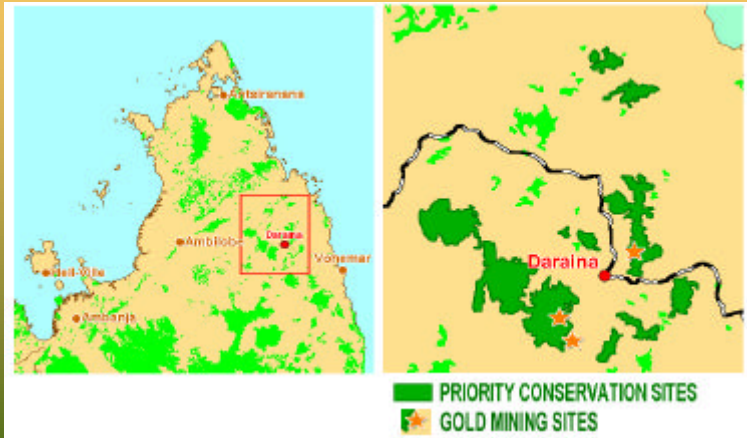 Antsiranana
Daraina
Ambilobe
Vohemar
Hell-Ville
Ambanja
Daraina
PRIORITY CONSERVATION SITES
GOLD MINING SITES